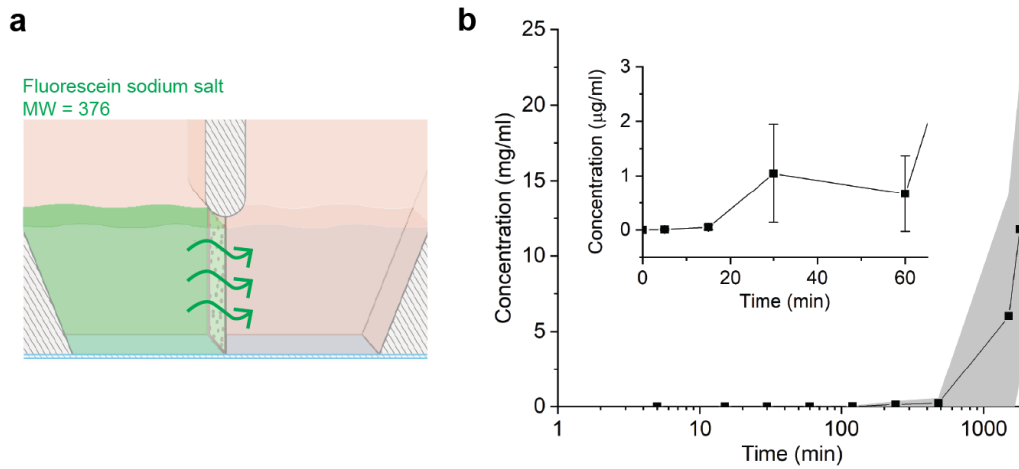 a
Fluorescein sodium salt
MW = 376
b
Concentration (mg/ml)
25
20
15
10
5
0
1
10
100
1000
Time (min)
Concentration (μg/ml)
3
2
1
0
0
20
40
60
Time (min)